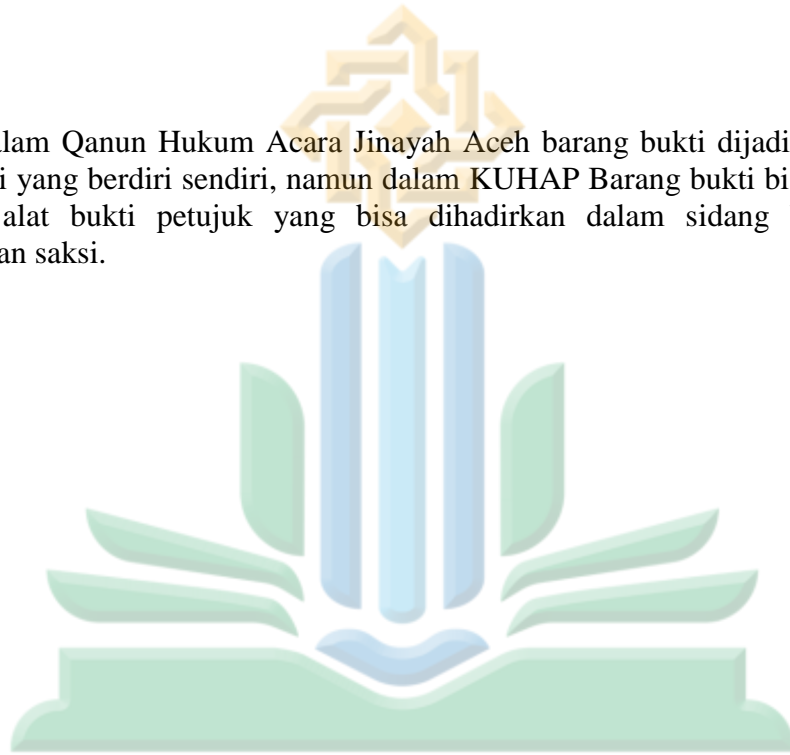 alam Qanun Hukum Acara Jinayah Aceh barang bukti dijadi
i yang berdiri sendiri, namun dalam KUHAP Barang bukti bi
alat bukti petujuk yang bisa dihadirkan dalam sidang
an saksi.